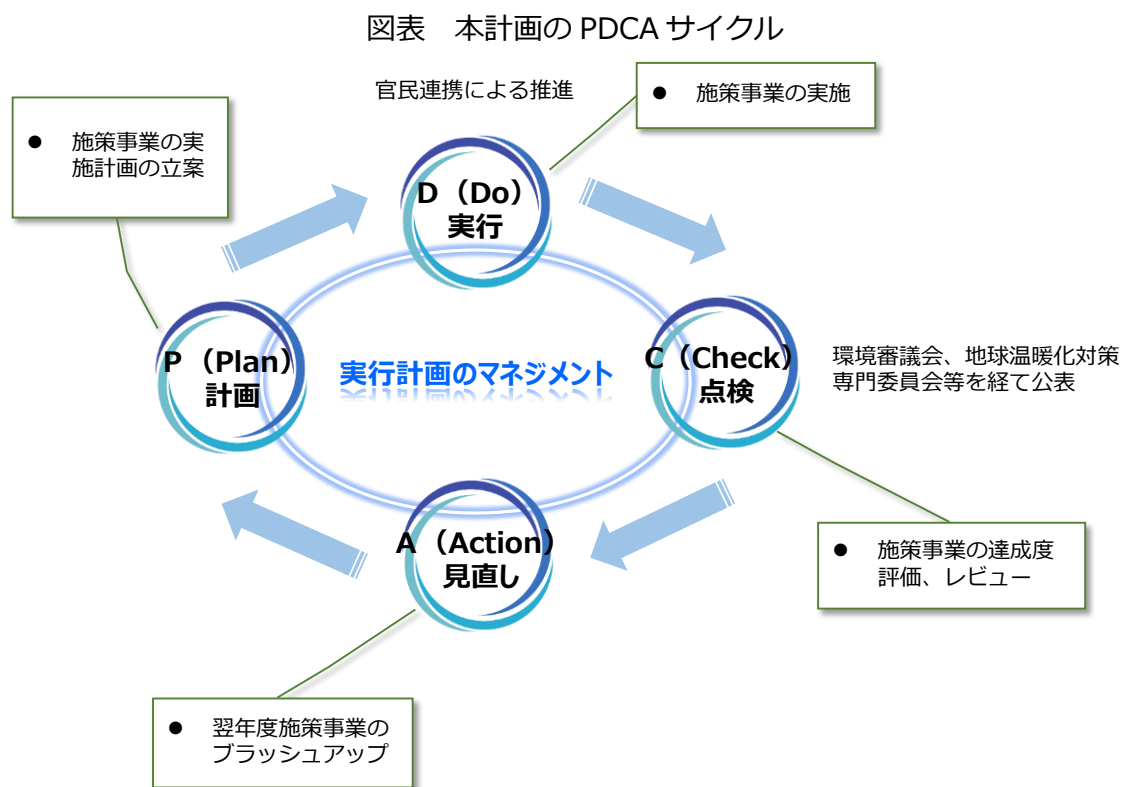 図表　本計画の PDCA サイクル
官民連携による推進
● 施策事業の実施
● 施策事業の実
施計画の立案
D（Do）
実行
P（Plan）
計画
実行計画のマネジメント
C（Check）
点検
環境審議会、地球温暖化対策
専門委員会等を経て公表
A（Action）
見直し
● 施策事業の達成度
評価、レビュー
● 翌年度施策事業の
ブラッシュアップ